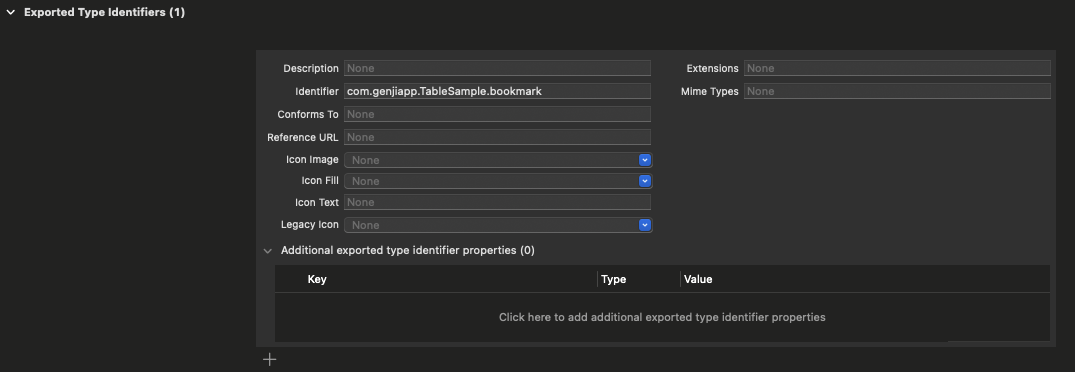 Exported Type Identifiers (1)
Description None Extensions None
Identifier com.genjiapp.TableSample.bookmark Mime Types None
Conforms To None
Reference URL None
Icon Image None
Icon Fill None
Icon Text None
Legacy Icon None
Additional exported type identifier properties (0)
Key Type Value
Click here to add additional exported type identifier properties